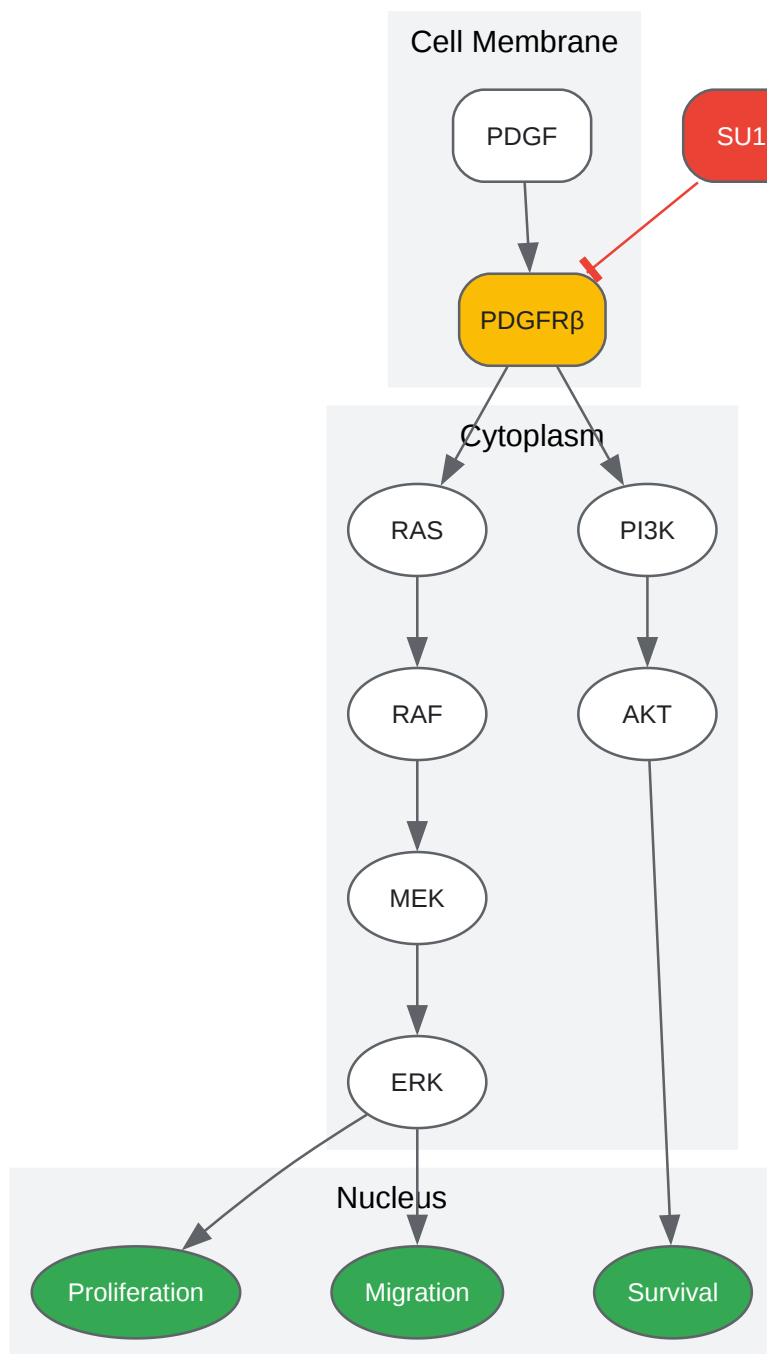 Cell Membrane
PDGF
SU1
PDGFRβ
Cytoplasm
RAS
PI3K
RAF
AKT
MEK
ERK
Nucleus
Proliferation
Migration
Survival